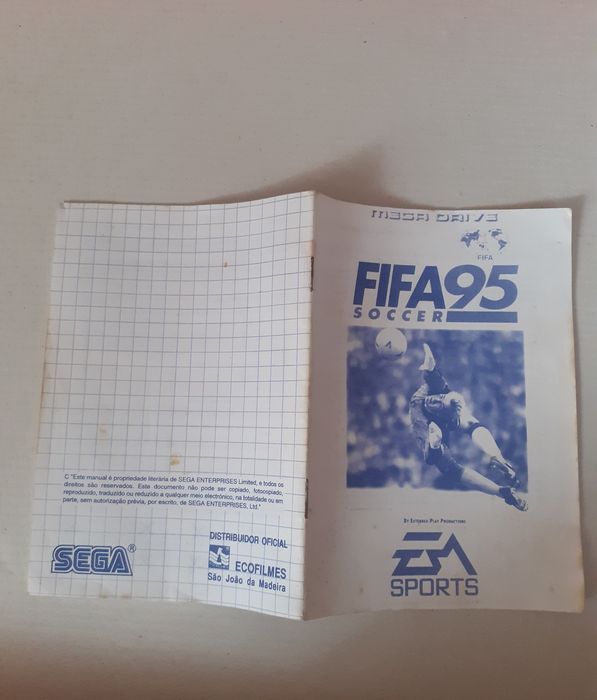 MEGA DRIVE
FIFA
FIFA 95
SOCCER
BY EXTENDED PLAY PRODUCTIONS
EA
SPORTS
C "Este manual é propriedade literária de SEGA ENTERPRISES Limited, e todos os
direitos são reservados. Este documento não pode ser copiado, fotocopiado,
reproduzido, traduzido ou reduzido a qualquer meio electrónico, na totalidade ou em
parte, sem autorização prévia, por escrito, de SEGA ENTERPRISES, Ltd."
SEGA®
DISTRIBUIDOR OFICIAL
ECOFILMES
São João da Madeira